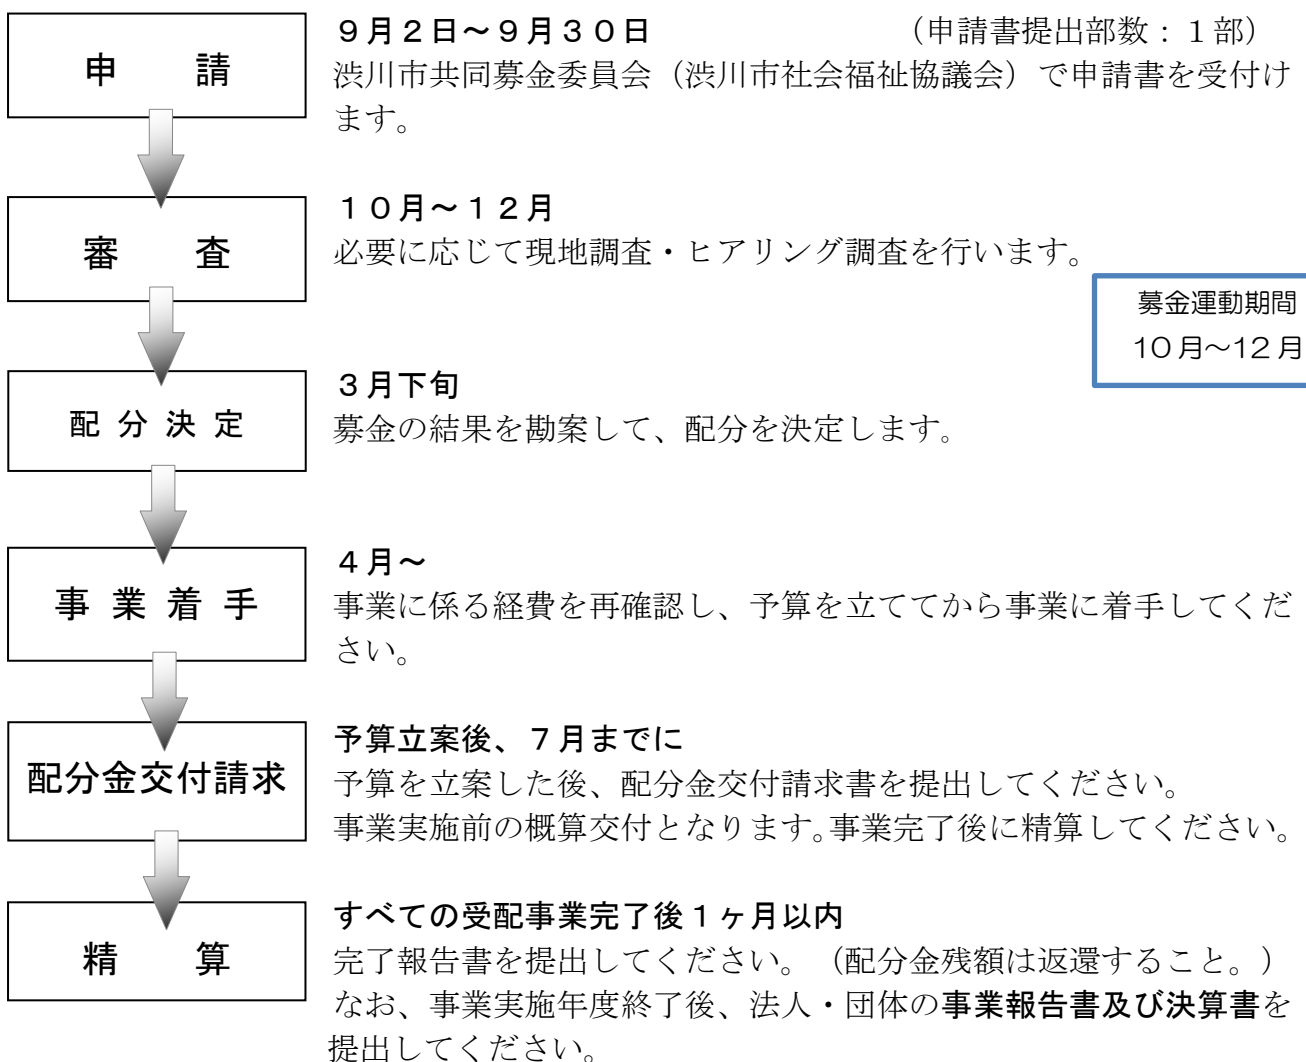 申　請
９月２日～９月３０日　（申請書提出部数：１部）
渋川市共同募金委員会（渋川市社会福祉協議会）で申請書を受付け
ます。
審　査
１０月～１２月
必要に応じて現地調査・ヒアリング調査を行います。
募金運動期間
10月～12月
配分決定
３月下旬
募金の結果を勘案して、配分を決定します。
事業着手
４月～
事業に係る経費を再確認し、予算を立ててから事業に着手してくだ
さい。
配分金交付請求
予算立案後、７月までに
予算を立案した後、配分金交付請求書を提出してください。
事業実施前の概算交付となります。事業完了後に精算してください。
精　算
すべての受配事業完了後１ヶ月以内
完了報告書を提出してください。（配分金残額は返還すること。）
なお、事業実施年度終了後、法人・団体の事業報告書及び決算書を
提出してください。